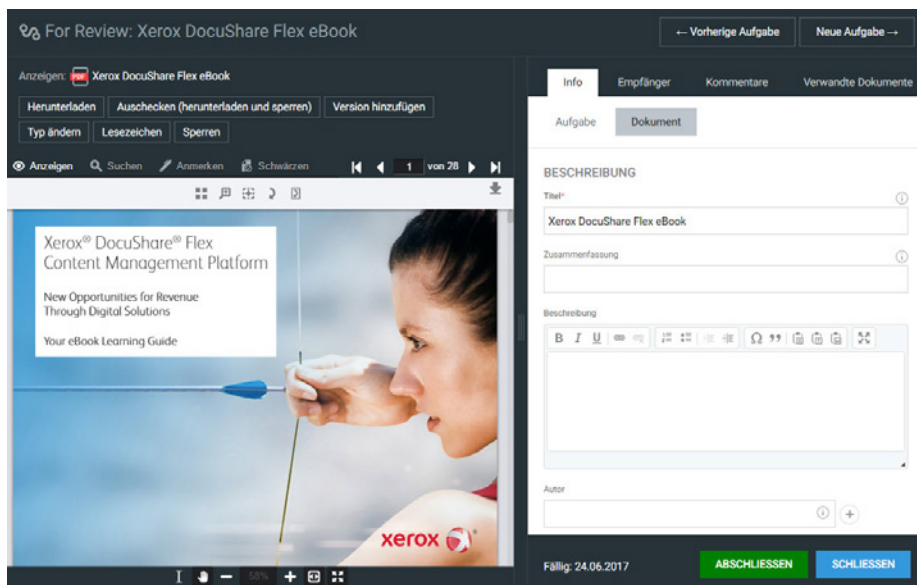 For Review: Xerox DocuShare Flex eBook
← Vorherige Aufgabe
Neue Aufgabe →
Anzeigen: PDF Xerox DocuShare Flex eBook
Herunterladen
Auschecken (herunterladen und sperren)
Version hinzufügen
Typ ändern
Lesezeichen
Sperren
Anzeigen
Suchen
Anmerken
Schwärzen
1 von 28
Xerox® DocuShare® Flex
Content Management Platform
New Opportunities for Revenue
Through Digital Solutions
Your eBook Learning Guide
xerox
58%
Info
Empfänger
Kommentare
Verwandte Dokumente
Aufgabe
Dokument
BESCHREIBUNG
Titel*
Xerox DocuShare Flex eBook
Zusammenfassung
Beschreibung
B I U
Autor
Fällig: 24.06.2017
ABSCHLIESSEN
SCHLIESSEN